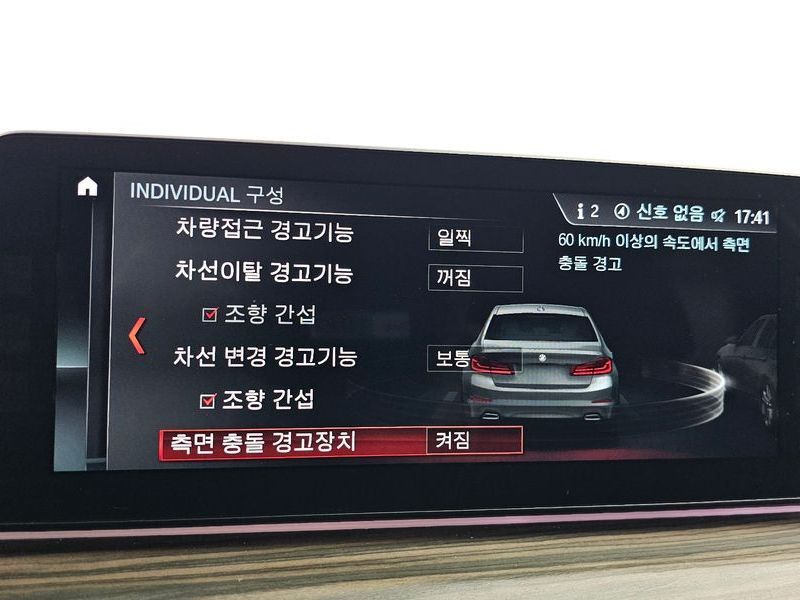 INDIVIDUAL 구성
i 2 4 신호 없음 17:41
차량접근 경고기능 일찍
차선이탈 경고기능 꺼짐
조향 간섭
차선 변경 경고기능 보통
조향 간섭
측면 충돌 경고장치 켜짐
60 km/h 이상의 속도에서 측면
충돌 경고